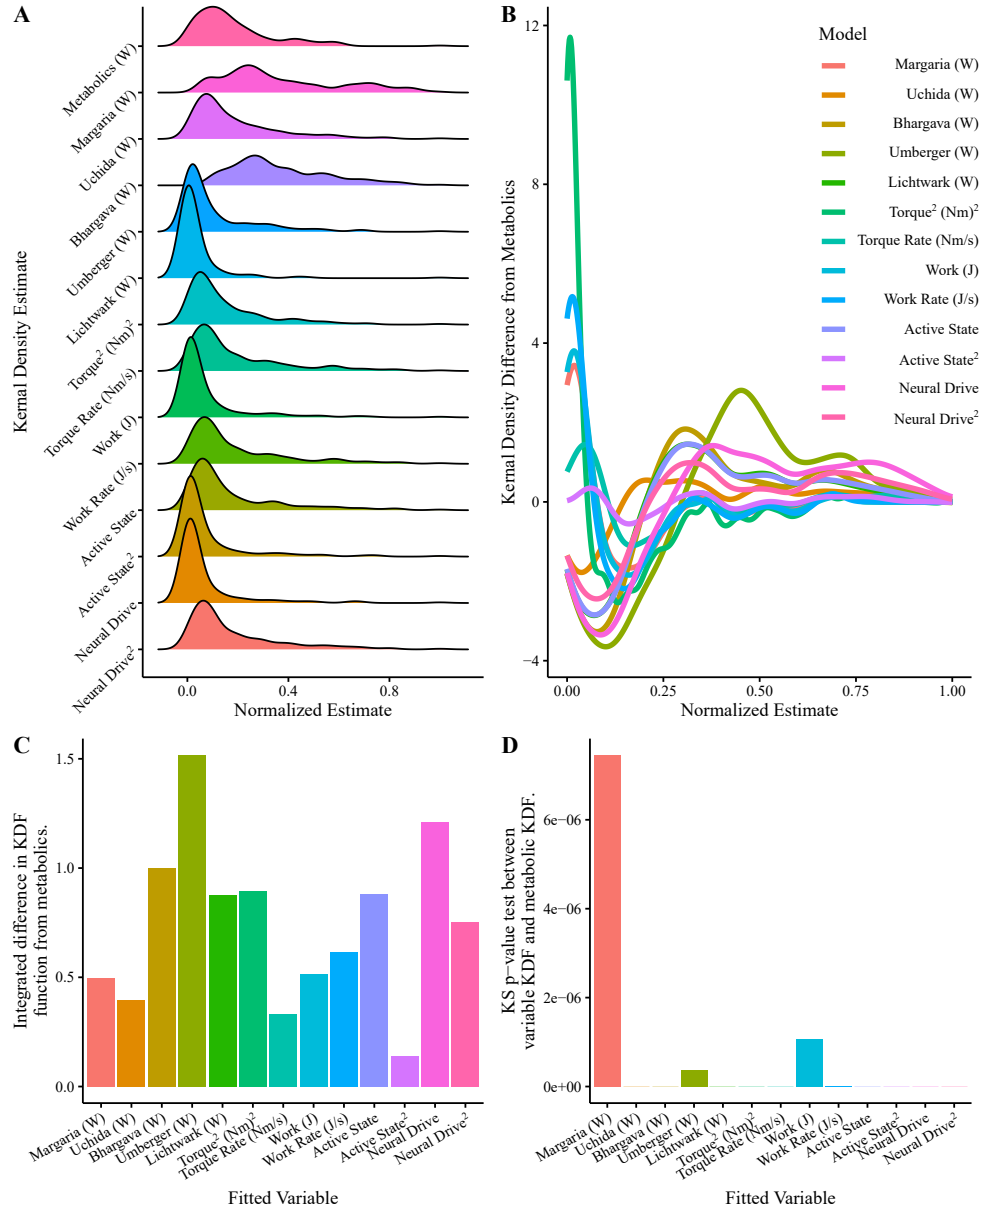 A
Kernal Density Estimate
Metabolics (W)
Margaria (W)
Uchida (W)
Bhargava (W)
Umberger (W)
Lichtwark (W)
Torque² (Nm)²
Torque Rate (Nm/s)
Work (J)
Work Rate (J/s)
Active State
Active State²
Neural Drive
Neural Drive²
0.0 0.4 0.8
Normalized Estimate
B
Kernal Density Difference from Metabolics
12
8
4
0
−4
0.00 0.25 0.50 0.75 1.00
Normalized Estimate
Model
Margaria (W)
Uchida (W)
Bhargava (W)
Umberger (W)
Lichtwark (W)
Torque² (Nm)²
Torque Rate (Nm/s)
Work (J)
Work Rate (J/s)
Active State
Active State²
Neural Drive
Neural Drive²
C
Integrated difference in KDF
function from metabolics.
1.5
1.0
0.5
0.0
Margaria (W)
Uchida (W)
Bhargava (W)
Umberger (W)
Lichtwark (W)
Torque² (Nm)²
Torque Rate (Nm/s)
Work (J)
Work Rate (J/s)
Active State
Active State²
Neural Drive
Neural Drive²
Fitted Variable
D
KS p−value test between
variable KDF and metabolic KDF.
6e−06
4e−06
2e−06
0e+00
Margaria (W)
Uchida (W)
Bhargava (W)
Umberger (W)
Lichtwark (W)
Torque² (Nm)²
Torque Rate (Nm/s)
Work (J)
Work Rate (J/s)
Active State
Active State²
Neural Drive
Neural Drive²
Fitted Variable